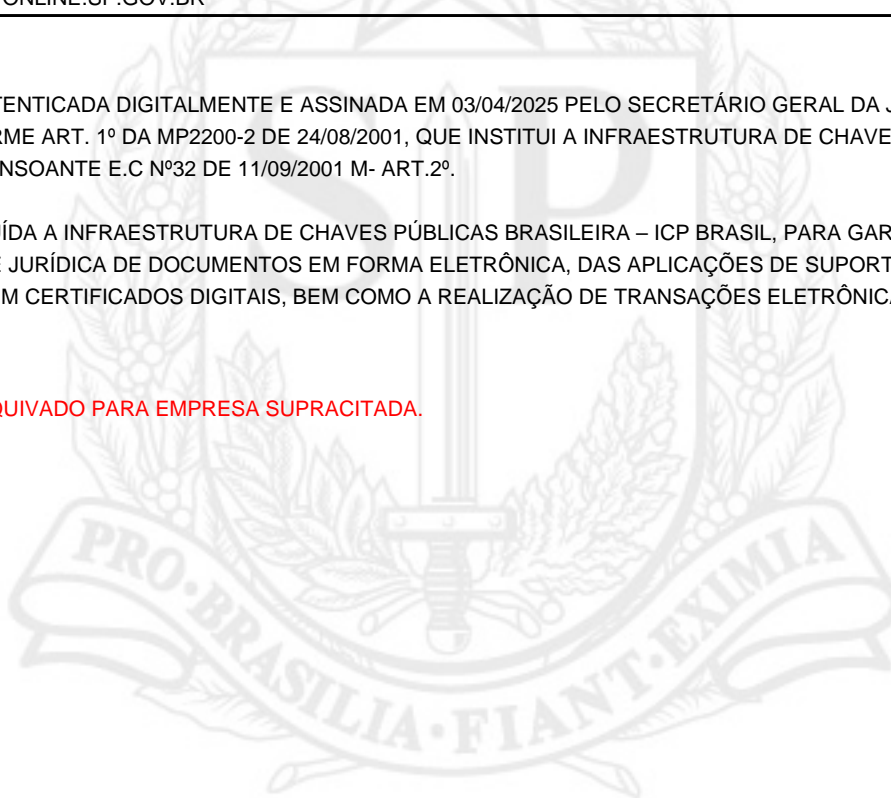 TENTICADA DIGITALMENTE E ASSINADA EM 03/04/2025 PELO SECRETÁRIO GERAL DA
RME ART. 1º DA MP2200-2 DE 24/08/2001, QUE INSTITUI A INFRAESTRUTURA DE CHAVE
NSOANTE E.C Nº32 DE 11/09/2001 M- ART.2º.
ÍDA A INFRAESTRUTURA DE CHAVES PÚBLICAS BRASILEIRA – ICP BRASIL, PARA GAR
E JURÍDICA DE DOCUMENTOS EM FORMA ELETRÔNICA, DAS APLICAÇÕES DE SUPORT
M CERTIFICADOS DIGITAIS, BEM COMO A REALIZAÇÃO DE TRANSAÇÕES ELETRÔNICA
QUIVADO PARA EMPRESA SUPRACITADA.
SP
PRO·BRASILIA·FIANT·EXIMIA